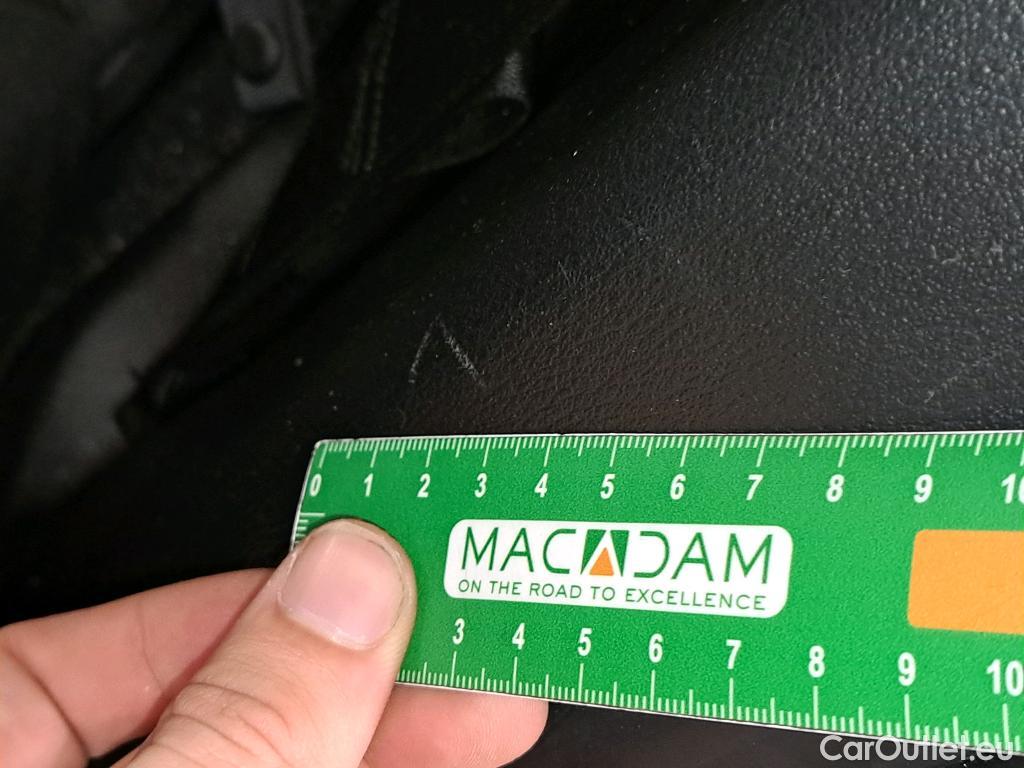 0 1 2 3 4 5 6 7 8 9 10
MACADAM
ON THE ROAD TO EXCELLENCE
3 4 5 6 7 8 9 10
CarOutlet.eu